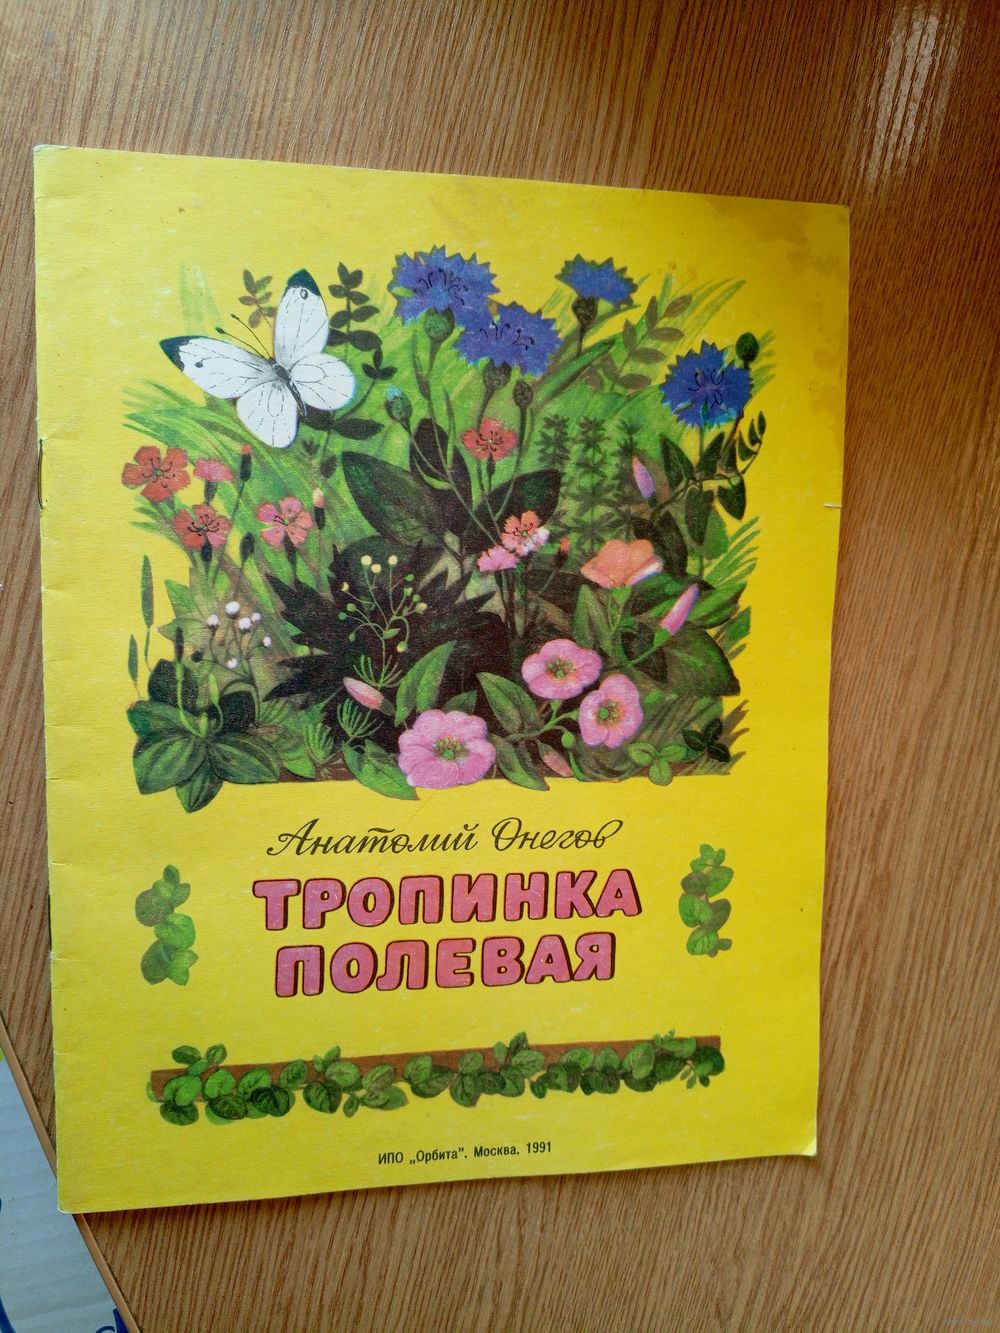 Анатолий Онегов
ТРОПИНКА
ПОЛЕВАЯ
ИПО „Орбита”. Москва. 1991